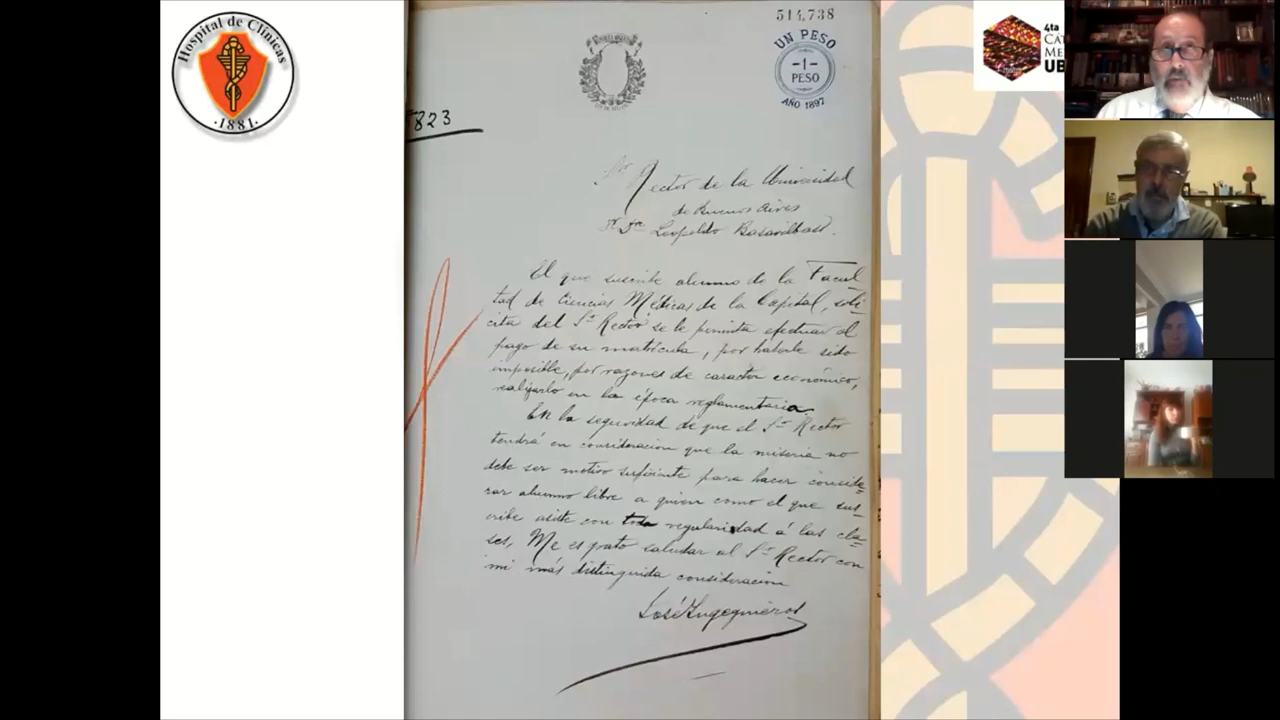 Hospital de Clínicas
· 1881 ·
514,738
UN PESO
-1-
PESO
AÑO 1897
823
4ta
UB
Sr Rector de la Universidad
de Buenos Aires
Dr Leopoldo Basavilbaso.
El que suscribe alumno de la Facul-
tad de Ciencias Médicas de la Capital, soli-
cita del Sr Rector se le permita efectuar el
pago de su matrícula, por haberle sido
imposible, por razones de caracter económico,
realizarlo en la época reglamentaria.
En la seguridad de que el Sr Rector
tendrá en consideracion que la miseria no
debe ser motivo suficiente para hacer conside-
rar alumno libre a quien como el que sus-
cribe asiste con toda regularidad á las cla-
ses, Me es grato saludar al Sr Rector con
mi más distinguida consideracion
José Ingegnieros